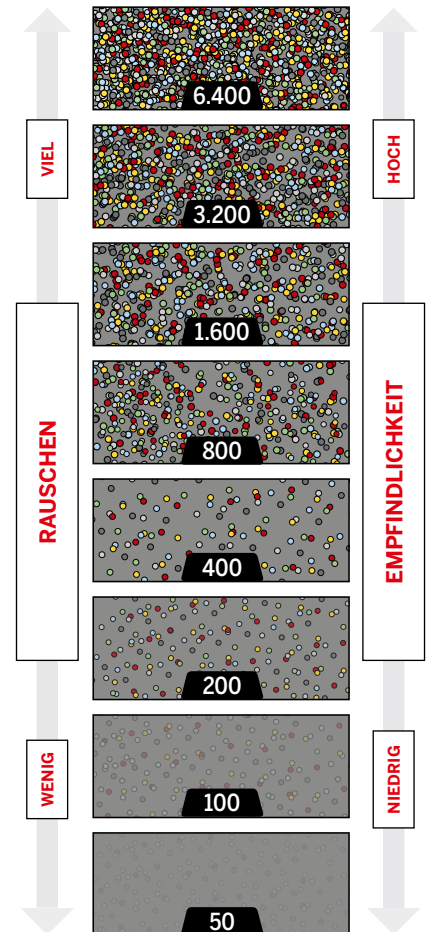 6.400
VIEL
HOCH
3.200
1.600
RAUSCHEN
EMPFINDLICHKEIT
800
400
200
WENIG
NIEDRIG
100
50